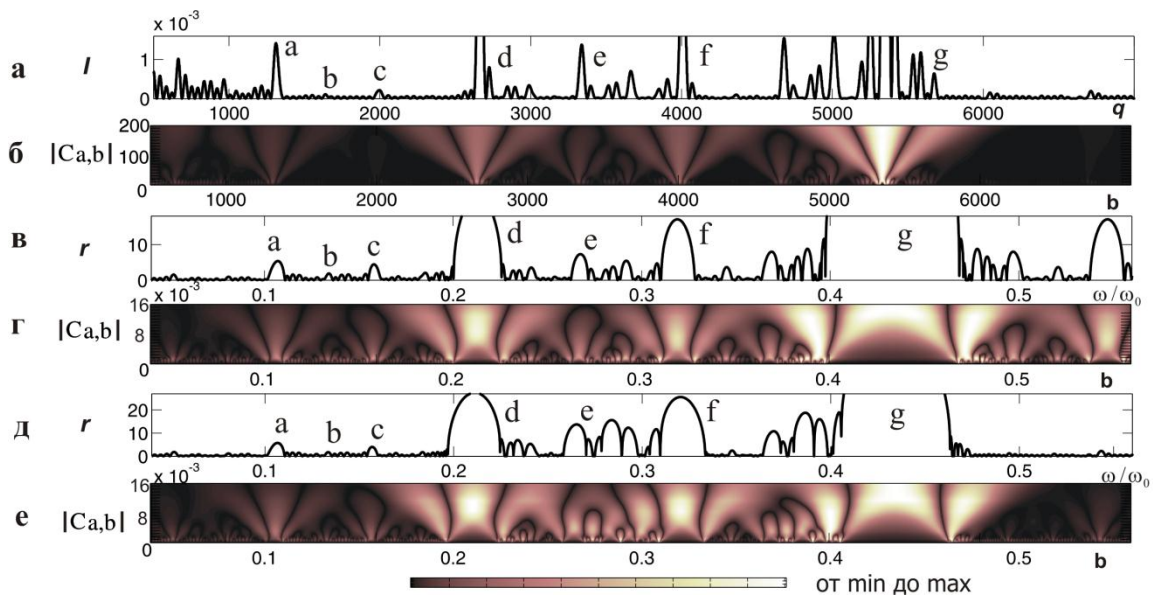 x 10⁻³
а I 1 0 a b c d e f g
1000 2000 3000 4000 5000 6000 q
б |Ca,b| 200 100 0
1000 2000 3000 4000 5000 6000 b
в r 10 0 a b c d e f g
0.1 0.2 0.3 0.4 0.5 ω/ω₀
x 10⁻³
г |Ca,b| 16 8 0
0.1 0.2 0.3 0.4 0.5 b
д r 20 10 0 a b c d e f g
0.1 0.2 0.3 0.4 0.5 ω/ω₀
x 10⁻³
е |Ca,b| 16 8 0
0.1 0.2 0.3 0.4 0.5 b
от min до max